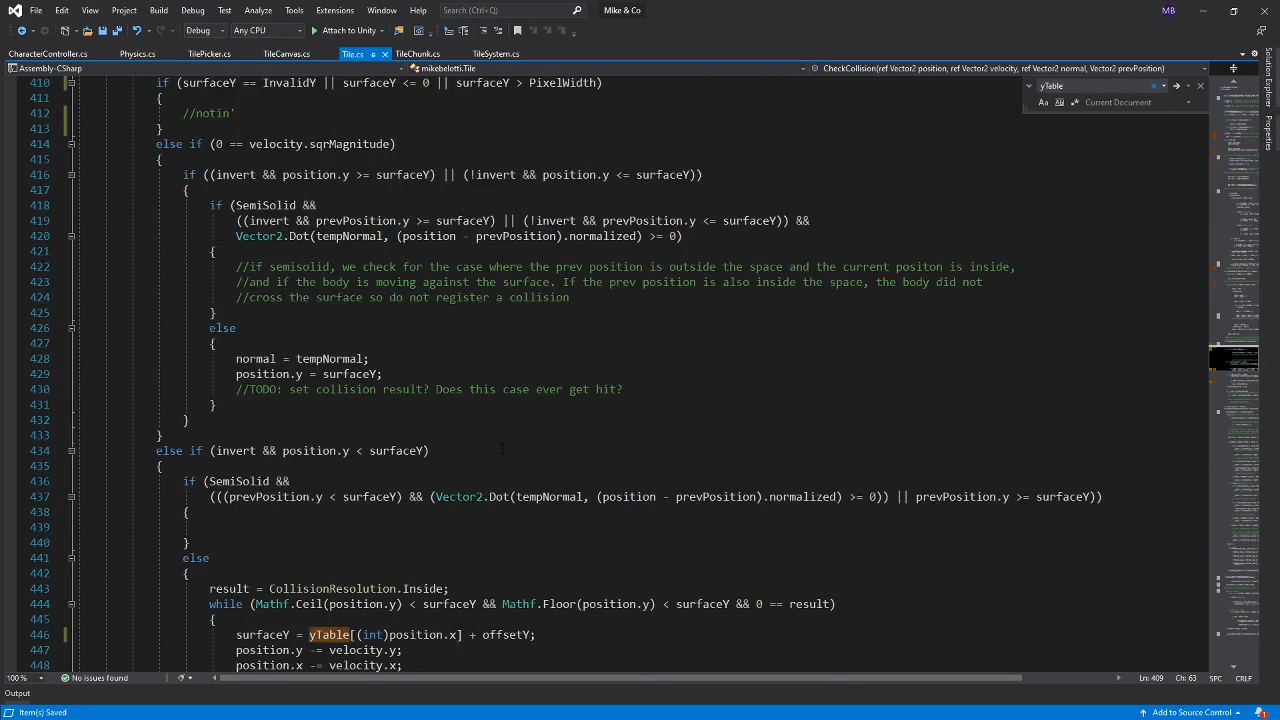 File Edit View Project Build Debug Test Analyze Tools Extensions Window Help Search (Ctrl+Q) Mike & Co MB
Debug Any CPU Attach to Unity
CharacterController.cs Physics.cs TilePicker.cs TileCanvas.cs Tile.cs TileChunk.cs TileSystem.cs
Assembly-CSharp mikebelotti.Tile CheckCollision(ref Vector2 position, ref Vector2 velocity, ref Vector2 normal, Vector2 prevPosition)
yTable
Aa Current Document
Solution Explorer
Properties
410 if (surfaceY == InvalidY || surfaceY <= 0 || surfaceY > PixelWidth)
411 {
412 //notin'
413 }
414 else if (0 == velocity.sqrMagnitude)
415 {
416 if ((invert && position.y >= surfaceY) || (!invert && position.y <= surfaceY))
417 {
418 if (SemiSolid &&
419 ((invert && prevPosition.y >= surfaceY) || (!invert && prevPosition.y <= surfaceY)) &&
420 Vector2.Dot(tempNormal, (position - prevPosition).normalized) >= 0)
421 {
422 //if semisolid, we check for the case where the prev position is outside the space and the current positon is inside,
423 //and if the body is moving against the surface. If the prev position is also inside the space, the body did not
424 //cross the surface so do not register a collision
425 }
426 else
427 {
428 normal = tempNormal;
429 position.y = surfaceY;
430 //TODO: set collision result? Does this case ever get hit?
431 }
432
433 }
434 else if (invert && position.y < surfaceY)
435 {
436 if (SemiSolid &&
437 (((prevPosition.y < surfaceY) && (Vector2.Dot(tempNormal, (position - prevPosition).normalized) >= 0)) || prevPosition.y >= surfaceY))
438 {
439
440 }
441 else
442 {
443 result = CollisionResolution.Inside;
444 while (Mathf.Ceil(position.y) < surfaceY && Mathf.Floor(position.y) < surfaceY && 0 == result)
445 {
446 surfaceY = yTable[(int)position.x] + offsetY;
447 position.y -= velocity.y;
448 position.x -= velocity.x;
100 % No issues found Ln: 409 Ch: 63 SPC CRLF
Output
Item(s) Saved Add to Source Control 1